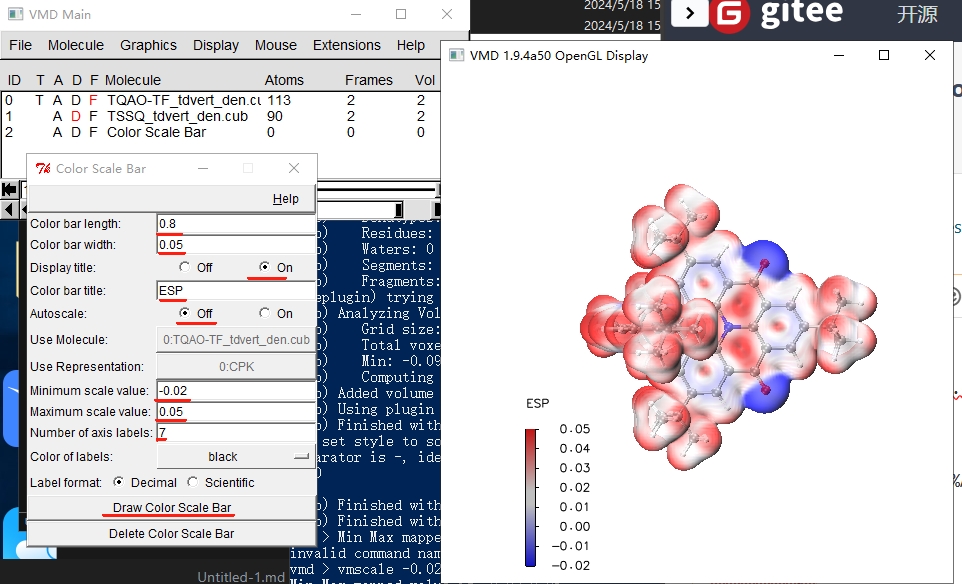 VMD Main
File Molecule Graphics Display Mouse Extensions Help
ID T A D F Molecule Atoms Frames Vol
0 T A D F TQAO-TF_tdvert_den.cu 113 2 2
1 A D F TSSQ_tdvert_den.cub 90 2 2
2 A D F Color Scale Bar 0 0 0
2024/5/18 15
2024/5/18 15
gitee
开源
VMD 1.9.4a50 OpenGL Display
Color Scale Bar
Help
Color bar length: 0.8
Color bar width: 0.05
Display title: Off On
Color bar title: ESP
Autoscale: Off On
Use Molecule: 0:TQAO-TF_tdvert_den.cub
Use Representation: 0:CPK
Minimum scale value: -0.02
Maximum scale value: 0.05
Number of axis labels: 7
Color of labels: black
Label format: Decimal Scientific
Draw Color Scale Bar
Delete Color Scale Bar
Residues:
Waters: 0
Segments:
Fragments:
eplugin) trying
) Analyzing Vol
Grid size:
Total voxe
Min: -0.09
Computing
) Added volume
) Using plugin
) Finished with
set style to so
arator is -, ide
) Finished with
) Finished with
> Min Max mappe
invalid command nam
vmd > vmscale -0.02
ESP
0.05
0.04
0.03
0.02
0.01
0.00
-0.01
-0.02
Untitled-1.md